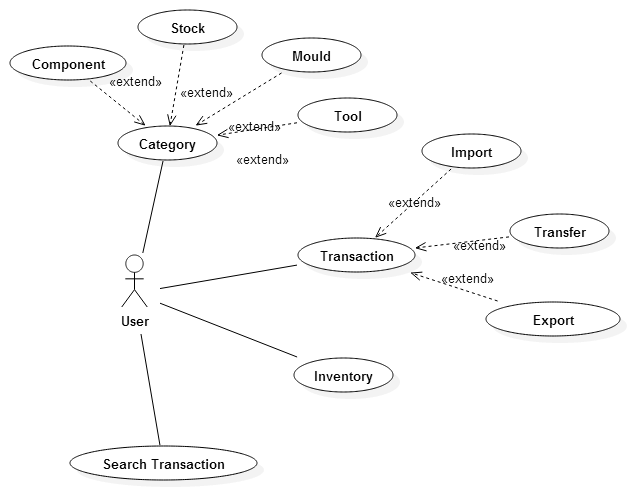 Stock
Component
Mould
«extend»
«extend»
Tool
«extend»
Category
«extend»
Import
«extend»
Transfer
«extend»
Transaction
«extend»
User
Export
Inventory
Search Transaction